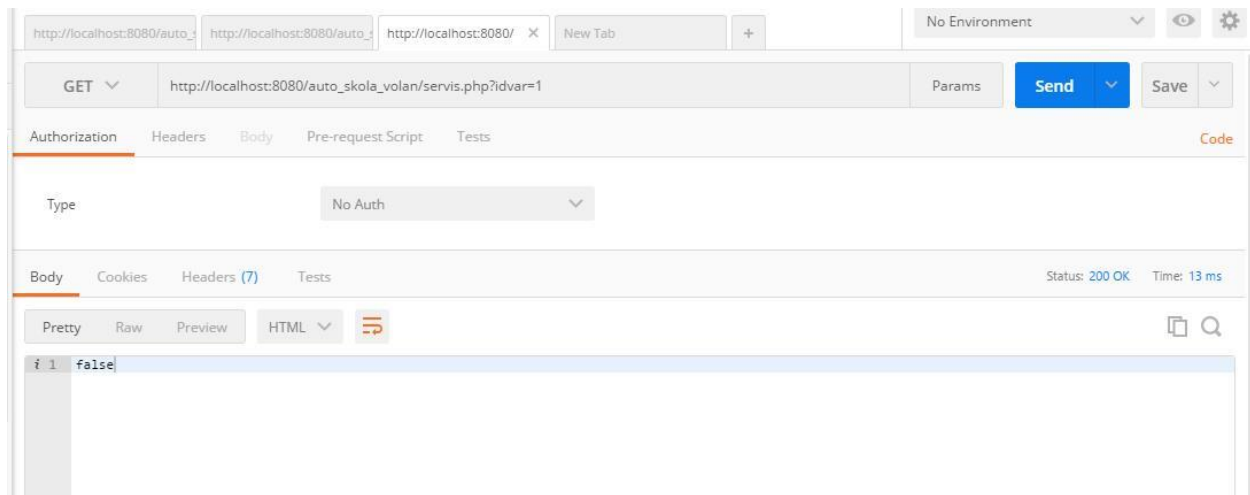 http://localhost:8080/auto_s http://localhost:8080/auto_s http://localhost:8080/ New Tab + No Environment
GET http://localhost:8080/auto_skola_volan/servis.php?idvar=1 Params Send Save
Authorization Headers Body Pre-request Script Tests Code
Type No Auth
Body Cookies Headers (7) Tests Status: 200 OK Time: 13 ms
Pretty Raw Preview HTML
i 1 false